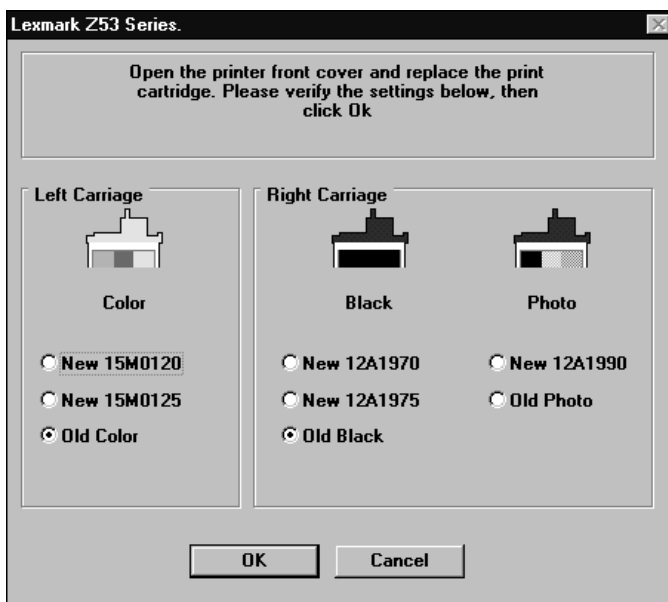 Lexmark Z53 Series.
Open the printer front cover and replace the print
cartridge. Please verify the settings below, then
click Ok
Left Carriage
Color
New 15M0120
New 15M0125
Old Color
Right Carriage
Black
Photo
New 12A1970
New 12A1990
New 12A1975
Old Photo
Old Black
OK
Cancel